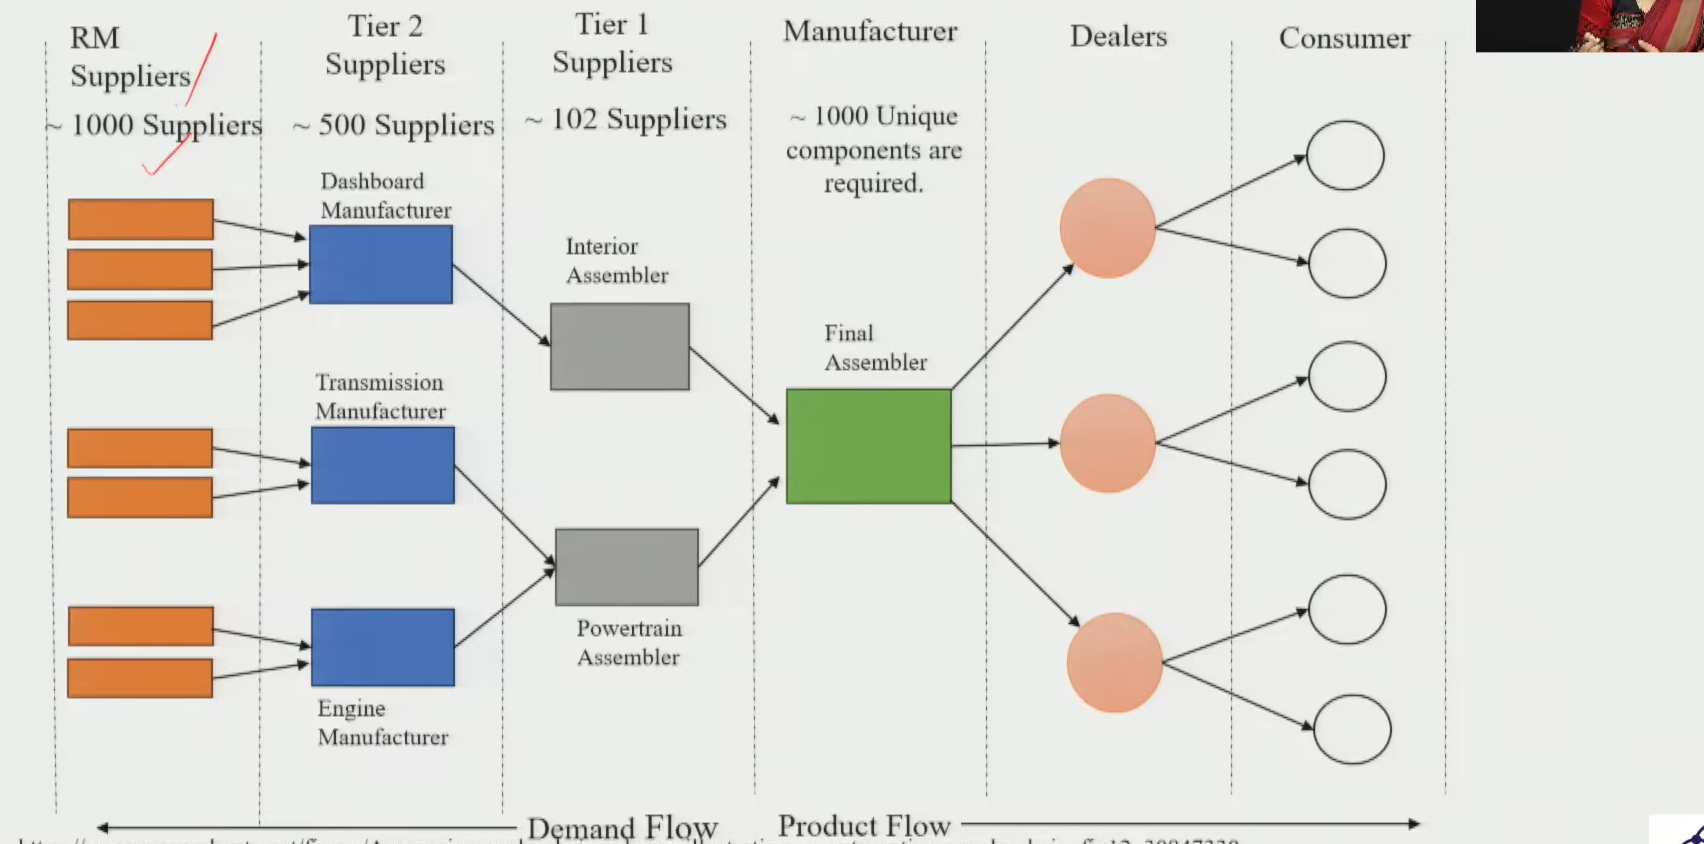 RM
Suppliers
~ 1000 Suppliers
Tier 2
Suppliers
~ 500 Suppliers
Tier 1
Suppliers
~ 102 Suppliers
Manufacturer
~ 1000 Unique
components are
required.
Dealers
Consumer
Dashboard
Manufacturer
Transmission
Manufacturer
Engine
Manufacturer
Interior
Assembler
Powertrain
Assembler
Final
Assembler
Demand Flow
Product Flow